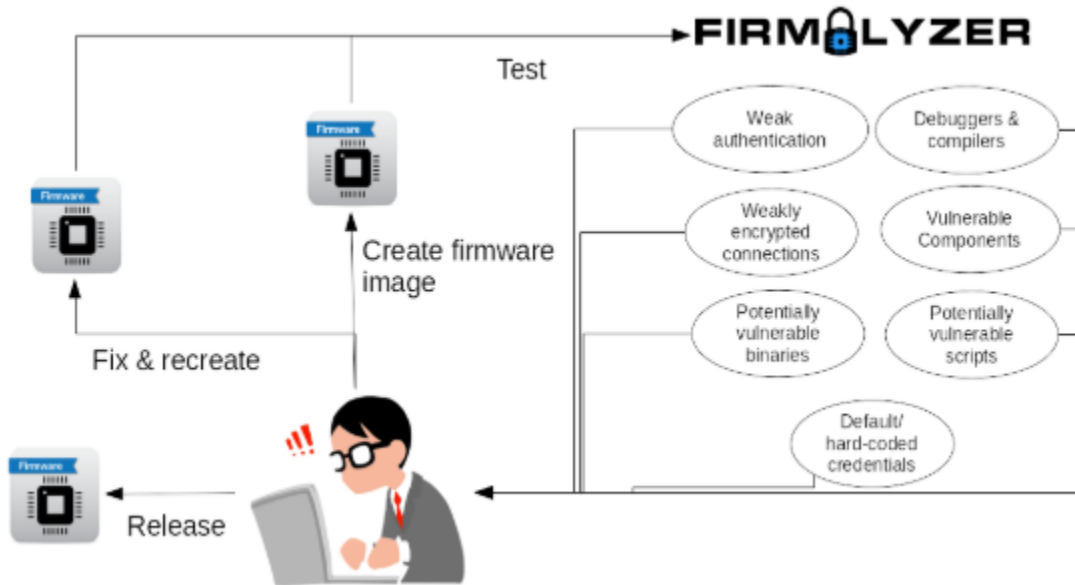 FIRMALYZER
Test
Firmware
Firmware
Create firmware
image
Fix & recreate
Firmware
Release
Weak
authentication
Debuggers &
compilers
Weakly
encrypted
connections
Vulnerable
Components
Potentially
vulnerable
binaries
Potentially
vulnerable
scripts
Default/
hard-coded
credentials